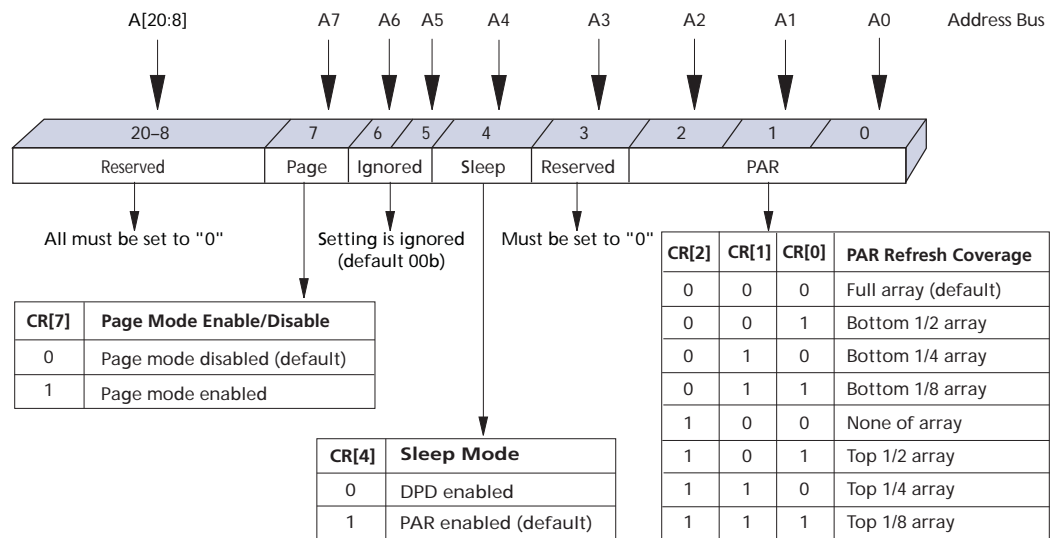 A[20:8] A7 A6 A5 A4 A3 A2 A1 A0 Address Bus
20–8 7 6 5 4 3 2 1 0
Reserved Page Ignored Sleep Reserved PAR
All must be set to "0"
Setting is ignored
(default 00b)
Must be set to "0"
CR[7] Page Mode Enable/Disable
0 Page mode disabled (default)
1 Page mode enabled
CR[4] Sleep Mode
0 DPD enabled
1 PAR enabled (default)
CR[2] CR[1] CR[0] PAR Refresh Coverage
0 0 0 Full array (default)
0 0 1 Bottom 1/2 array
0 1 0 Bottom 1/4 array
0 1 1 Bottom 1/8 array
1 0 0 None of array
1 0 1 Top 1/2 array
1 1 0 Top 1/4 array
1 1 1 Top 1/8 array